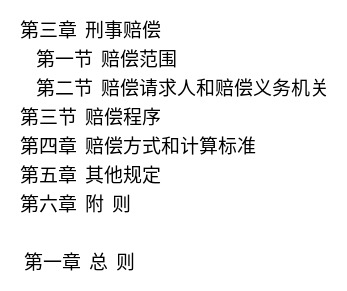 第三章 刑事赔偿
第一节 赔偿范围
第二节 赔偿请求人和赔偿义务机关
第三节 赔偿程序
第四章 赔偿方式和计算标准
第五章 其他规定
第六章 附 则
第一章 总 则